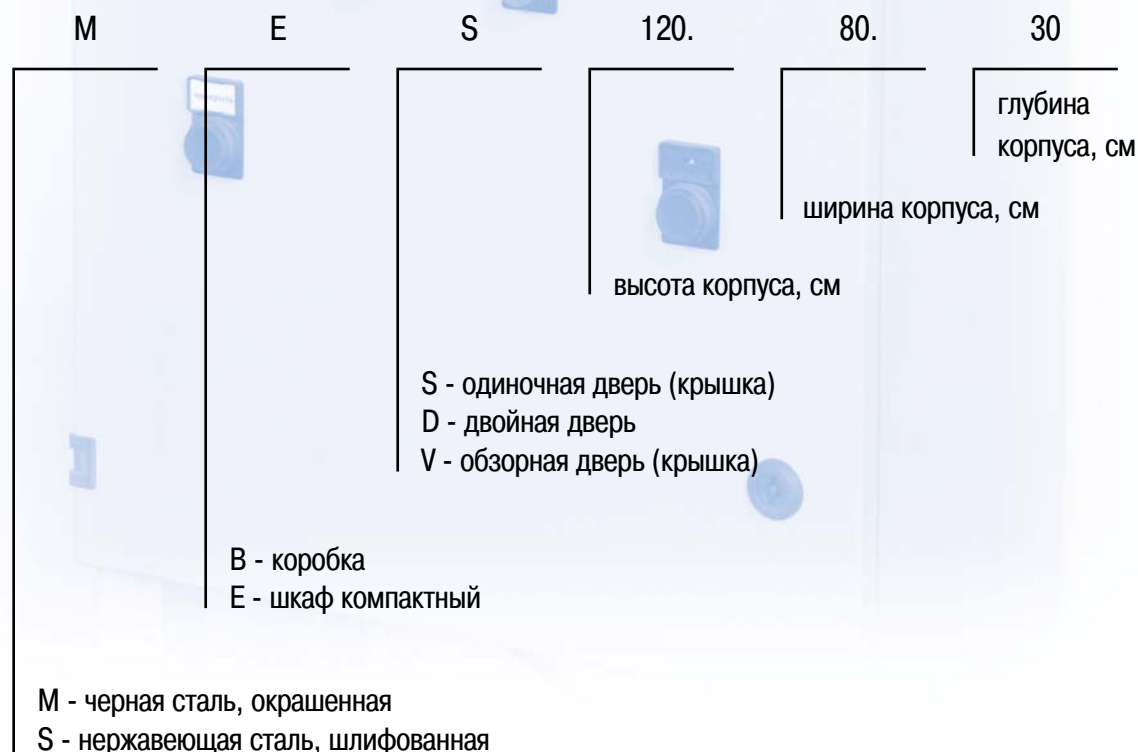 M E S 120. 80. 30
глубина
корпуса, см
ширина корпуса, см
высота корпуса, см
S - одиночная дверь (крышка)
D - двойная дверь
V - обзорная дверь (крышка)
B - коробка
E - шкаф компактный
M - черная сталь, окрашенная
S - нержавеющая сталь, шлифованная